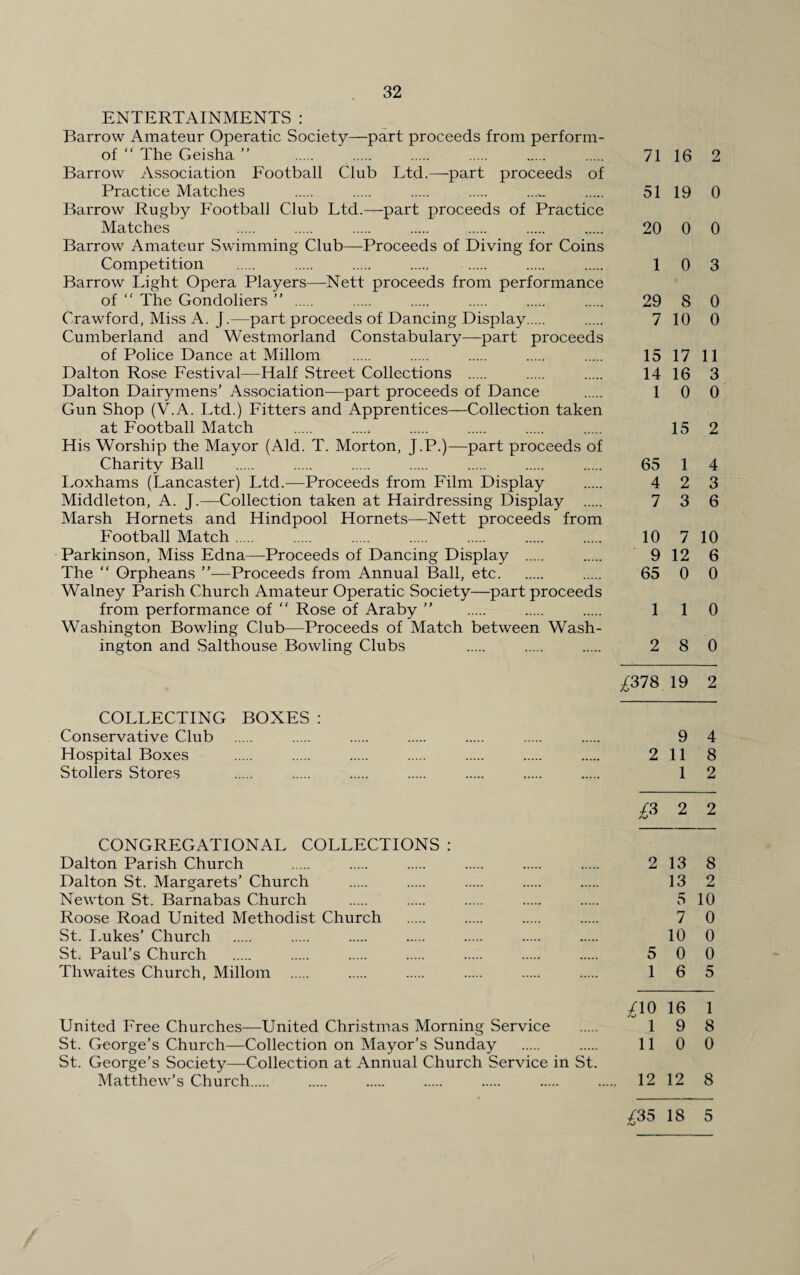 32
ENTERTAINMENTS :
Barrow Amateur Operatic Society—part proceeds from perform-
of “ The Geisha ” ..... ..... ..... ..... ..... ..... 71 16 2
Barrow Association Football Club Ltd.—part proceeds of
Practice Matches ..... ..... ..... ..... ..... ..... 51 19 0
Barrow Rugby Football Club Ltd.—part proceeds of Practice
Matches ..... ..... ..... ..... ..... ..... ..... 20 0 0
Barrow Amateur Swimming Club—Proceeds of Diving for Coins
Competition ..... ..... ..... ..... ..... ..... ..... 1 0 3
Barrow Light Opera Players—Nett proceeds from performance
of “ The Gondoliers ” ..... ..... ..... ..... ..... ..... 29 8 0
Crawford, Miss A. J.—part proceeds of Dancing Display..... ..... 7 10 0
Cumberland and Westmorland Constabulary—part proceeds
of Police Dance at Millom ..... ..... ..... ..... ..... 15 17 11
Dalton Rose Festival—Half Street Collections ..... ..... ..... 14 16 3
Dalton Dairymens’ Association—part proceeds of Dance ..... 1 0 0
Gun Shop (V.A. Ltd.) Fitters and Apprentices—Collection taken
at Football Match ..... ..... ..... ..... ..... ..... 15 2
His Worship the Mayor (Ald. T. Morton, J.P.)—part proceeds of
Charity Ball ..... ..... ..... ..... ..... ..... ..... 65 1 4
Loxhams (Lancaster) Ltd.—Proceeds from Film Display ..... 4 2 3
Middleton, A. J.—Collection taken at Hairdressing Display ..... 7 3 6
Marsh Hornets and Hindpool Hornets—Nett proceeds from
Football Match ..... ..... ..... ..... ..... ..... ..... 10 7 10
Parkinson, Miss Edna—Proceeds of Dancing Display ..... ..... 9 12 6
The “ Orpheans ”—Proceeds from Annual Ball, etc. ..... ..... 65 0 0
Walney Parish Church Amateur Operatic Society—part proceeds
from performance of “ Rose of Araby ” ..... ..... ..... 1 1 0
Washington Bowling Club—Proceeds of Match between Wash-
ington and Salthouse Bowling Clubs ..... ..... ..... 2 8 0
£378 19 2
COLLECTING BOXES :
Conservative Club ..... ..... ..... ..... ..... ..... ..... 9 4
Hospital Boxes ..... ..... ..... ..... ..... ..... ..... 2 11 8
Stollers Stores ..... ..... ..... ..... ..... ..... ..... 1 2
£3 2 2
CONGREGATIONAL COLLECTIONS :
Dalton Parish Church ..... ..... ..... ..... ..... ..... 2 13 8
Dalton St. Margarets’ Church ..... ..... ..... ..... ..... 13 2
Newton St. Barnabas Church ..... ..... ..... ..... ..... 5 10
Roose Road United Methodist Church ..... ..... ..... ..... 7 0
St. Lukes’ Church ..... ..... ..... ..... ..... ..... ..... 10 0
St. Paul’s Church ..... ..... ..... ..... ..... ..... ..... 5 0 0
Thwaites Church, Millom ..... ..... ..... ..... ..... ..... 1 6 5
£10 16 1
United Free Churches—United Christmas Morning Service ..... 1 9 8
St. George’s Church—Collection on Mayor’s Sunday ..... ..... 11 0 0
St. George’s Society—Collection at Annual Church Service in St.
Matthew’s Church..... ..... ..... ..... ..... ..... ..... 12 12 8
£35 18 5